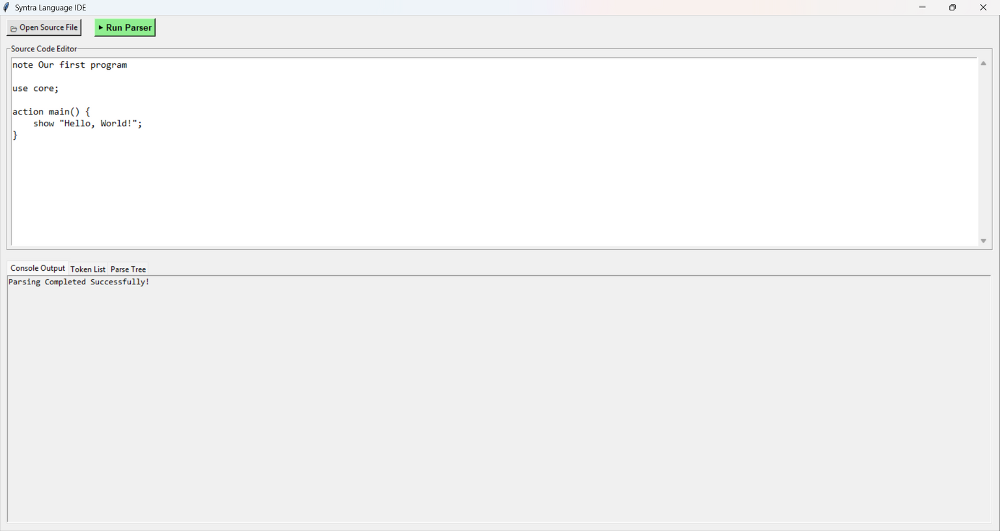 Syntra Language IDE
Open Source File
Run Parser
Source Code Editor
note Our first program
use core;
action main() {
    show "Hello, World!";
}
Console Output Token List Parse Tree
Parsing Completed Successfully!